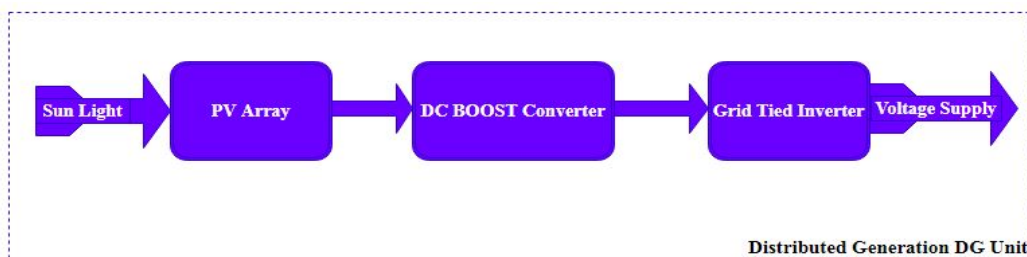 Sun Light
PV Array
DC BOOST Converter
Grid Tied Inverter
Voltage Supply
Distributed Generation DG Unit